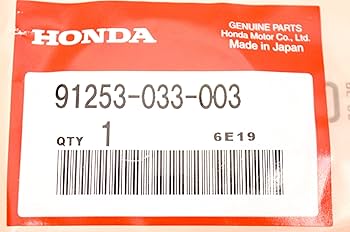 HONDA
GENUINE PARTS
Honda Motor Co., Ltd.
Made in Japan
91253-033-003
QTY 1 6E19